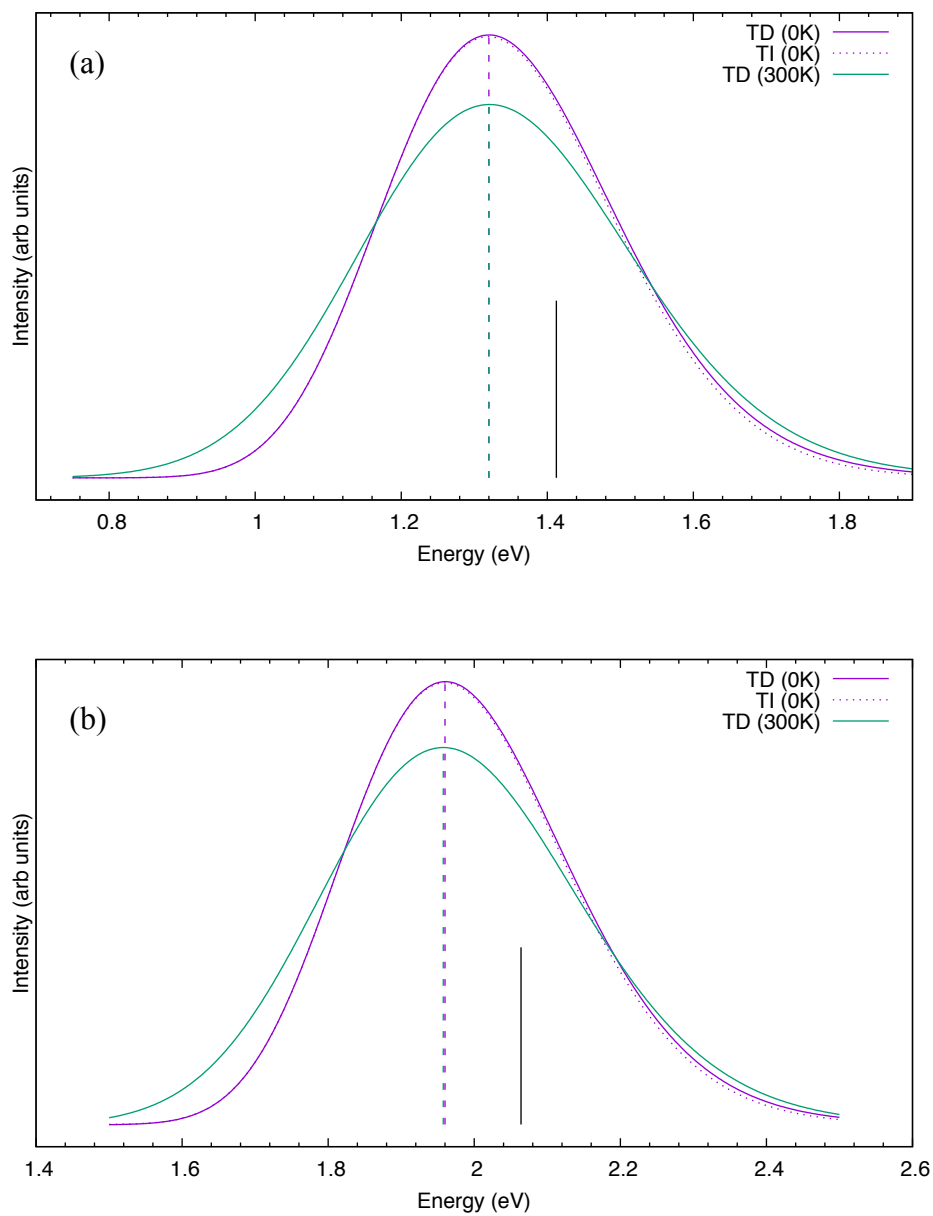 (a)
TD (0K)
TI (0K)
TD (300K)
Intensity (arb units)
0.8 1 1.2 1.4 1.6 1.8
Energy (eV)
(b)
TD (0K)
TI (0K)
TD (300K)
Intensity (arb units)
1.4 1.6 1.8 2 2.2 2.4 2.6
Energy (eV)